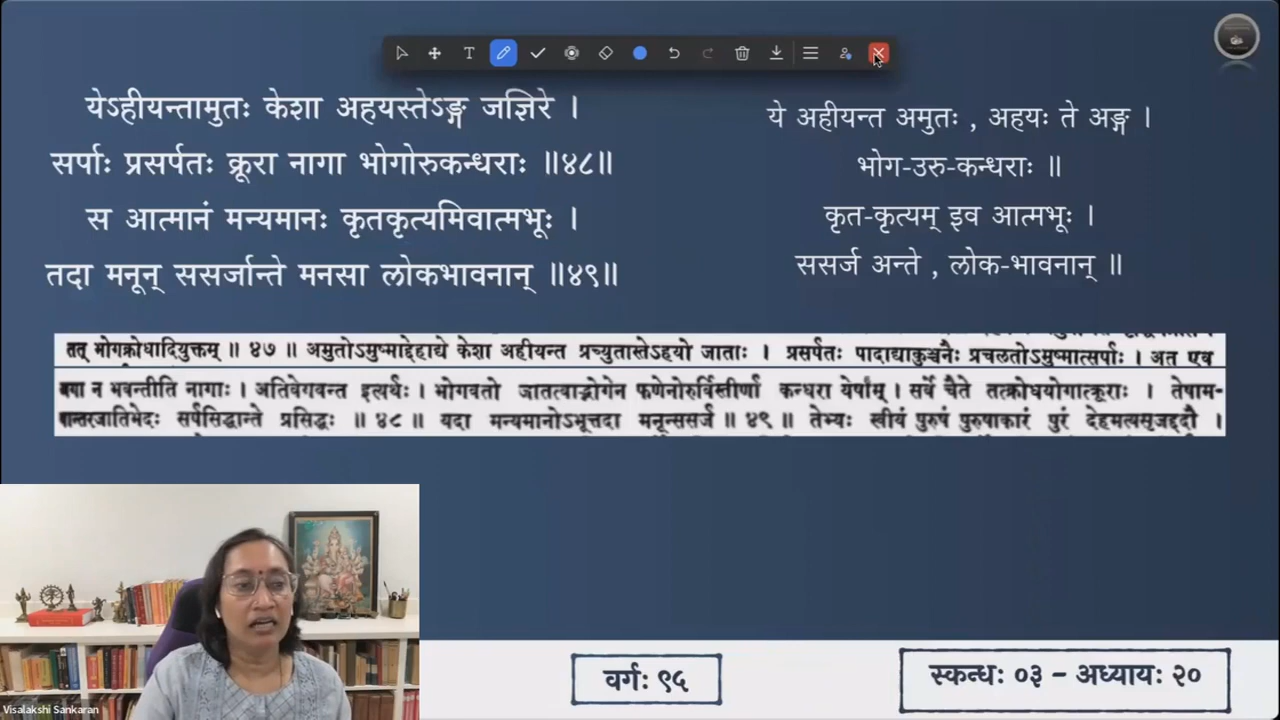 येऽहीयन्तामुतः केशा अहयस्तेऽङ्ग जज्ञिरे ।
सर्पाः प्रसर्पतः क्रूरा नागा भोगोरुकन्धराः ॥४८॥
स आत्मानं मन्यमानः कृतकृत्यमिवात्मभूः ।
तदा मनून् ससर्जान्ते मनसा लोकभावनान् ॥४९॥
ये अहीयन्त अमुतः , अहयः ते अङ्ग ।
भोग-उरु-कन्धराः ॥
कृत-कृत्यम् इव आत्मभूः ।
ससर्ज अन्ते , लोक-भावनान् ॥
तत् भोगक्रोधादियुक्तम् ॥ ४७ ॥ अमुतोऽमुष्माद्देहाद्ये केशा अहीयन्त प्रच्युतास्तेऽहयो जाताः । प्रसर्पतः पादाद्याकुञ्चनैः प्रचलतोऽमुष्मात्सर्पाः । अत एव
न भवन्तीति नागाः । अतिवेगवन्त इत्यर्थः । भोगवतो जातत्वाद्भोगेन फणेनोरुर्विस्तीर्णा कन्धरा येषाम् । सर्वे चैते तत्क्रोधयोगात्क्रूराः । तेषाम-
वान्तरजातिभेदः सर्पसिद्धान्ते प्रसिद्धः ॥ ४८ ॥ यदा मन्यमानोऽभूत्तदा मनून्ससर्ज ॥ ४९ ॥ तेभ्यः स्वीयं पुरुषं पुरुषाकारं पुरं देहमत्यसृजद्ददौ ।
Visalakshi Sankaran
वर्गः ९५
स्कन्धः ०३ – अध्यायः २०